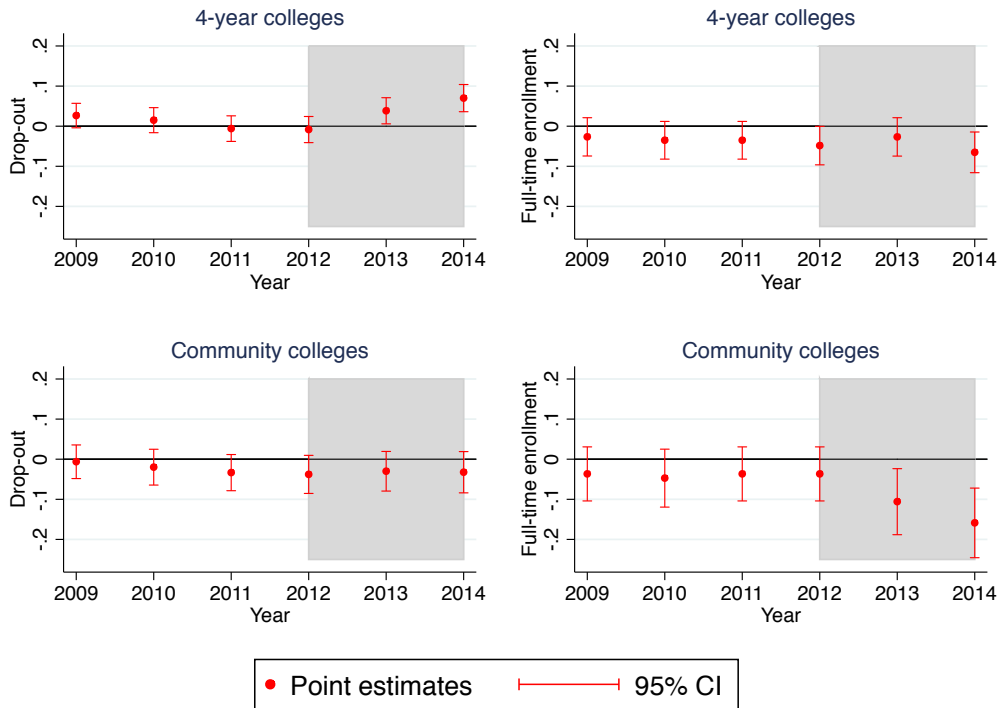 4-year colleges
Drop-out
.2
.1
0
-.1
-.2
2009 2010 2011 2012 2013 2014
Year
4-year colleges
Full-time enrollment
.2
.1
0
-.1
-.2
2009 2010 2011 2012 2013 2014
Year
Community colleges
Drop-out
.2
.1
0
-.1
-.2
2009 2010 2011 2012 2013 2014
Year
Community colleges
Full-time enrollment
.2
.1
0
-.1
-.2
2009 2010 2011 2012 2013 2014
Year
Point estimates 95% CI